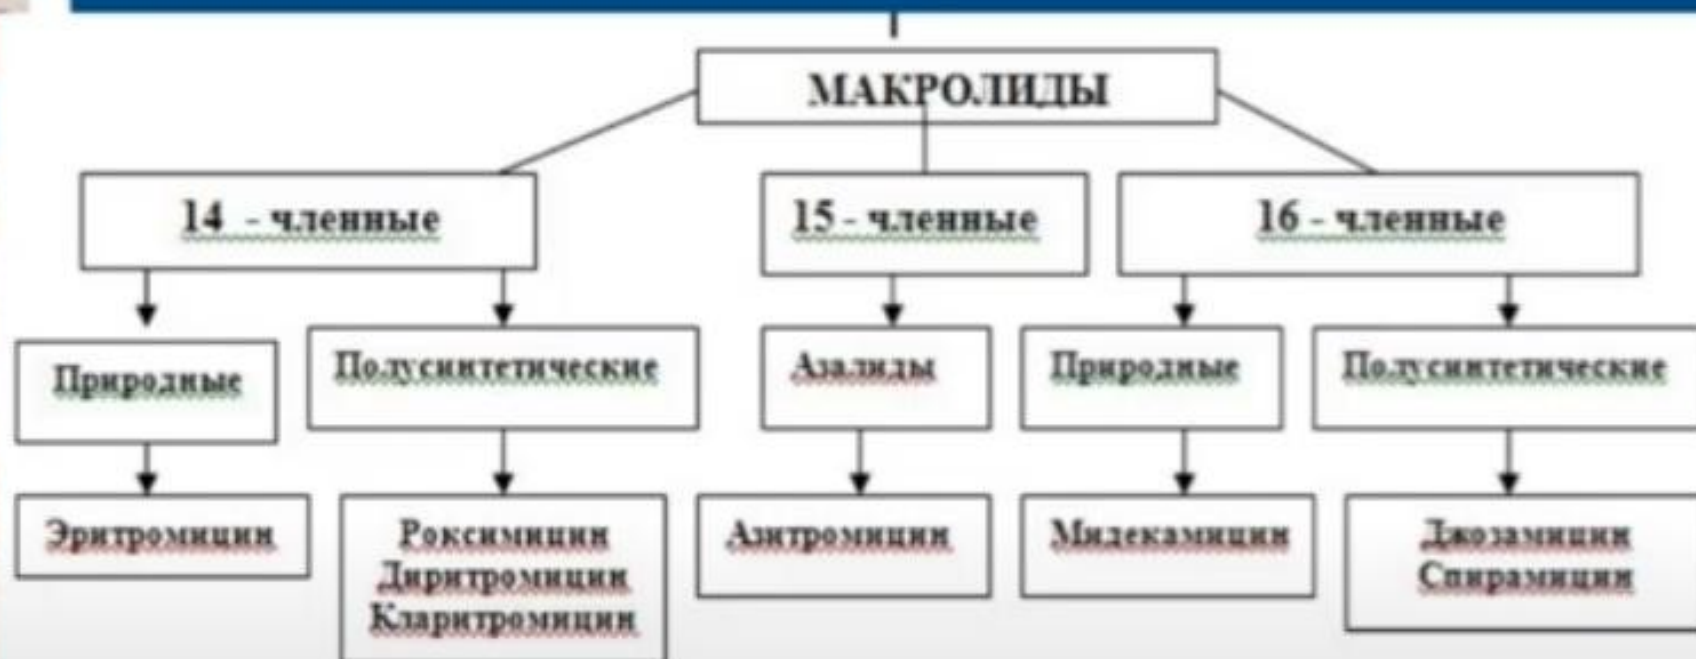 МАКРОЛИДЫ
14 - членные
15 - членные
16 - членные
Природные
Полусинтетические
Азалиды
Природные
Полусинтетические
Эритромицин
Роксимицин
Диритромицин
Кларитромицин
Азитромицин
Мидекамицин
Джозамицин
Спирамицин